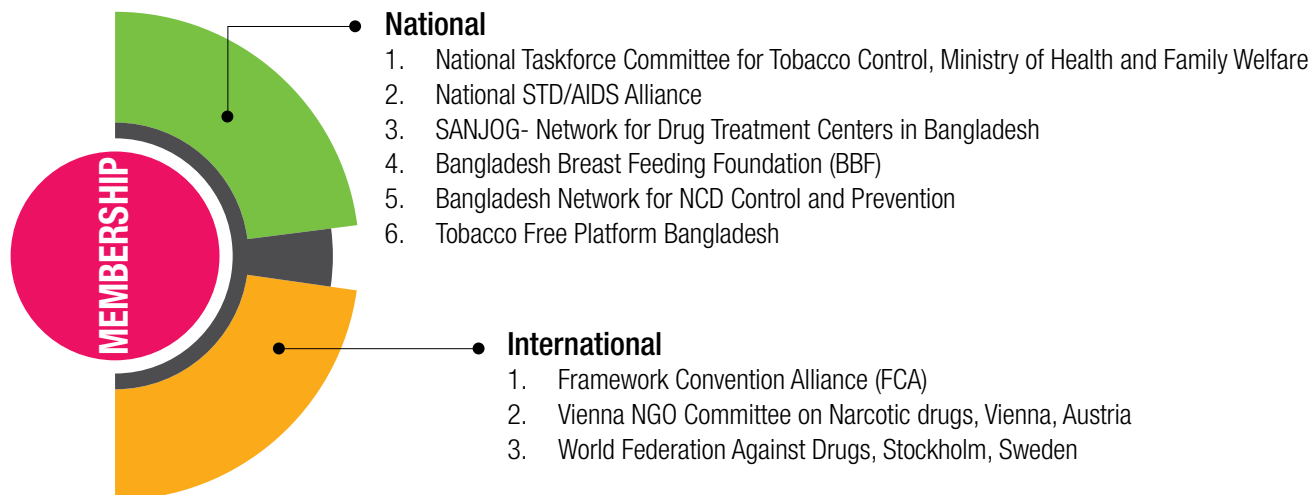 MEMBERSHIP
National
1. National Taskforce Committee for Tobacco Control, Ministry of Health and Family Welfare
2. National STD/AIDS Alliance
3. SANJOG- Network for Drug Treatment Centers in Bangladesh
4. Bangladesh Breast Feeding Foundation (BBF)
5. Bangladesh Network for NCD Control and Prevention
6. Tobacco Free Platform Bangladesh
International
1. Framework Convention Alliance (FCA)
2. Vienna NGO Committee on Narcotic drugs, Vienna, Austria
3. World Federation Against Drugs, Stockholm, Sweden